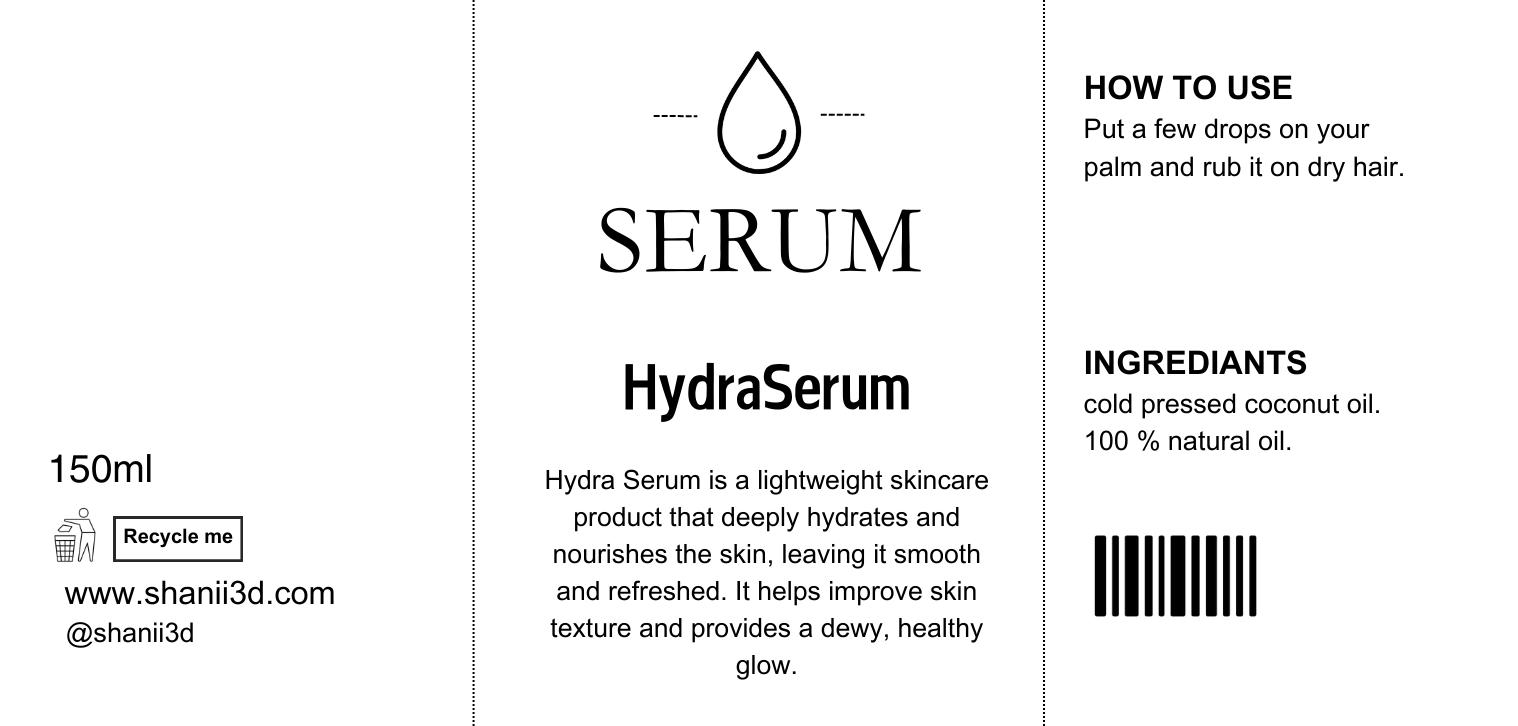 150ml
Recycle me
www.shanii3d.com
@shanii3d
SERUM
HydraSerum
Hydra Serum is a lightweight skincare
product that deeply hydrates and
nourishes the skin, leaving it smooth
and refreshed. It helps improve skin
texture and provides a dewy, healthy
glow.
HOW TO USE
Put a few drops on your
palm and rub it on dry hair.
INGREDIANTS
cold pressed coconut oil.
100 % natural oil.